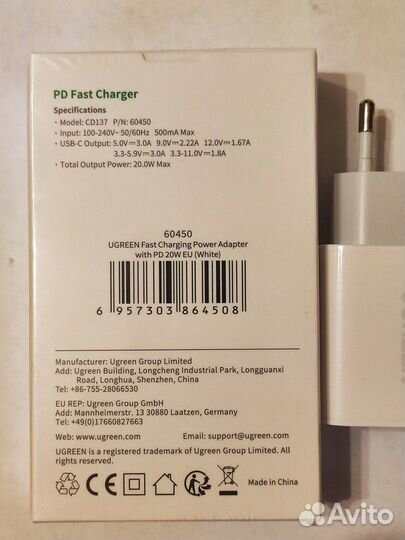 PD Fast Charger
Specifications
• Model: CD137 P/N: 60450
• Input: 100-240V~ 50/60Hz 500mA Max
• USB-C Output: 5.0V⎓3.0A 9.0V⎓2.22A 12.0V⎓1.67A
3.3-5.9V⎓3.0A 3.3-11.0V⎓1.8A
• Total Output Power: 20.0W Max
60450
UGREEN Fast Charging Power Adapter
with PD 20W EU (White)
6 957303 864508
Manufacturer: Ugreen Group Limited
Add: Ugreen Building, Longcheng Industrial Park, Longguanxi
Road, Longhua, Shenzhen, China
Tel: +86-755-28066530
EU REP: Ugreen Group GmbH
Add: Mannheimerstr. 13 30880 Laatzen, Germany
Tel: +49(0)17660827663
Web: www.ugreen.com Email: support@ugreen.com
UGREEN is a registered trademark of Ugreen Group Limited. All
rights reserved.
CE Made in China
Avito